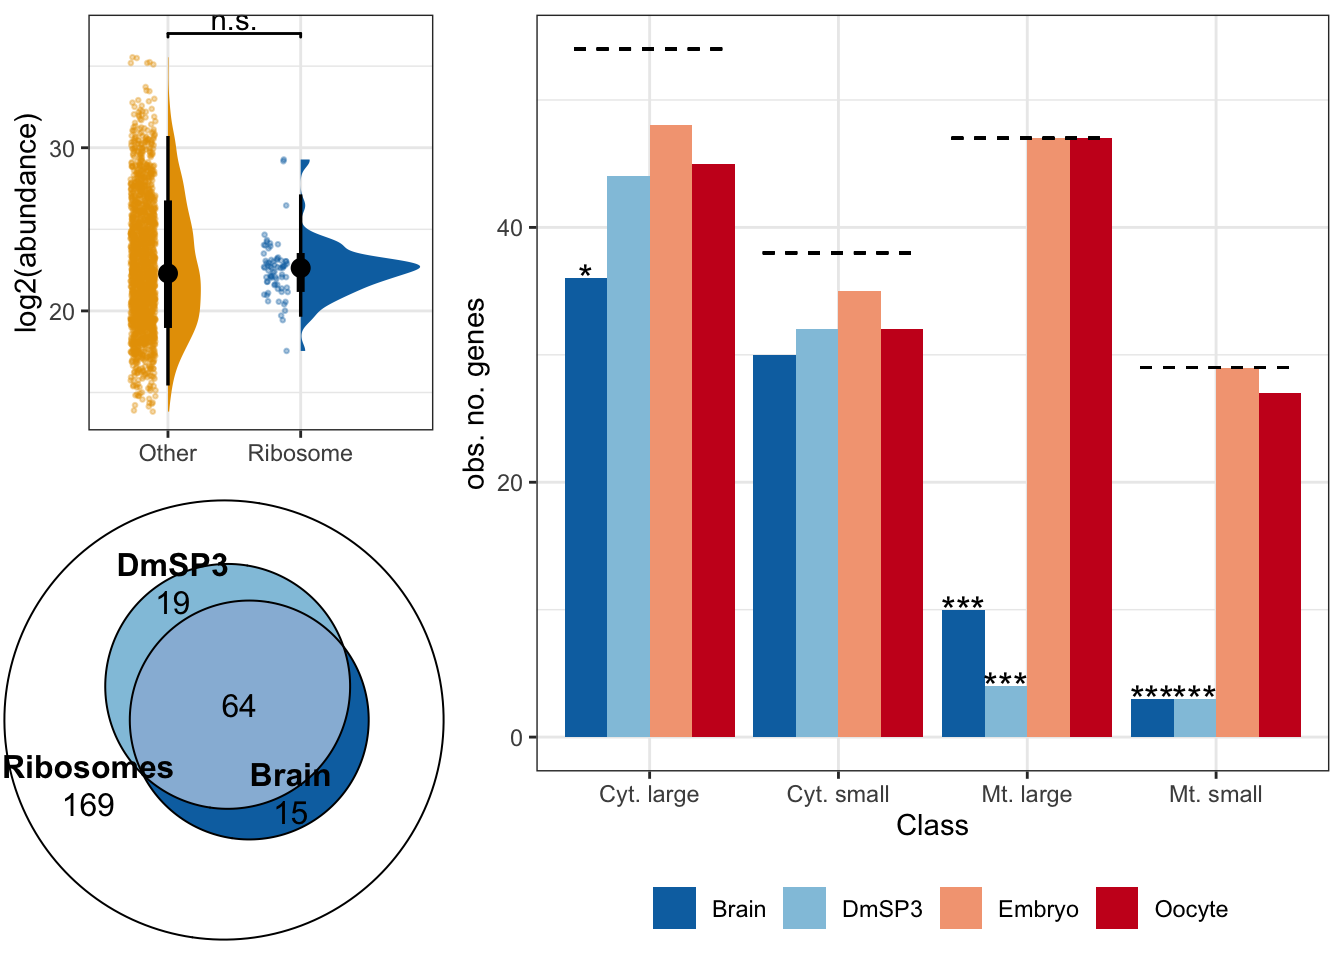 n.s.
log2(abundance)
30
20
Other Ribosome
DmSP3
19
64
Ribosomes
169
Brain
15
obs. no. genes
40
20
0
*
***
***
***
***
Cyt. large Cyt. small Mt. large Mt. small
Class
Brain DmSP3 Embryo Oocyte